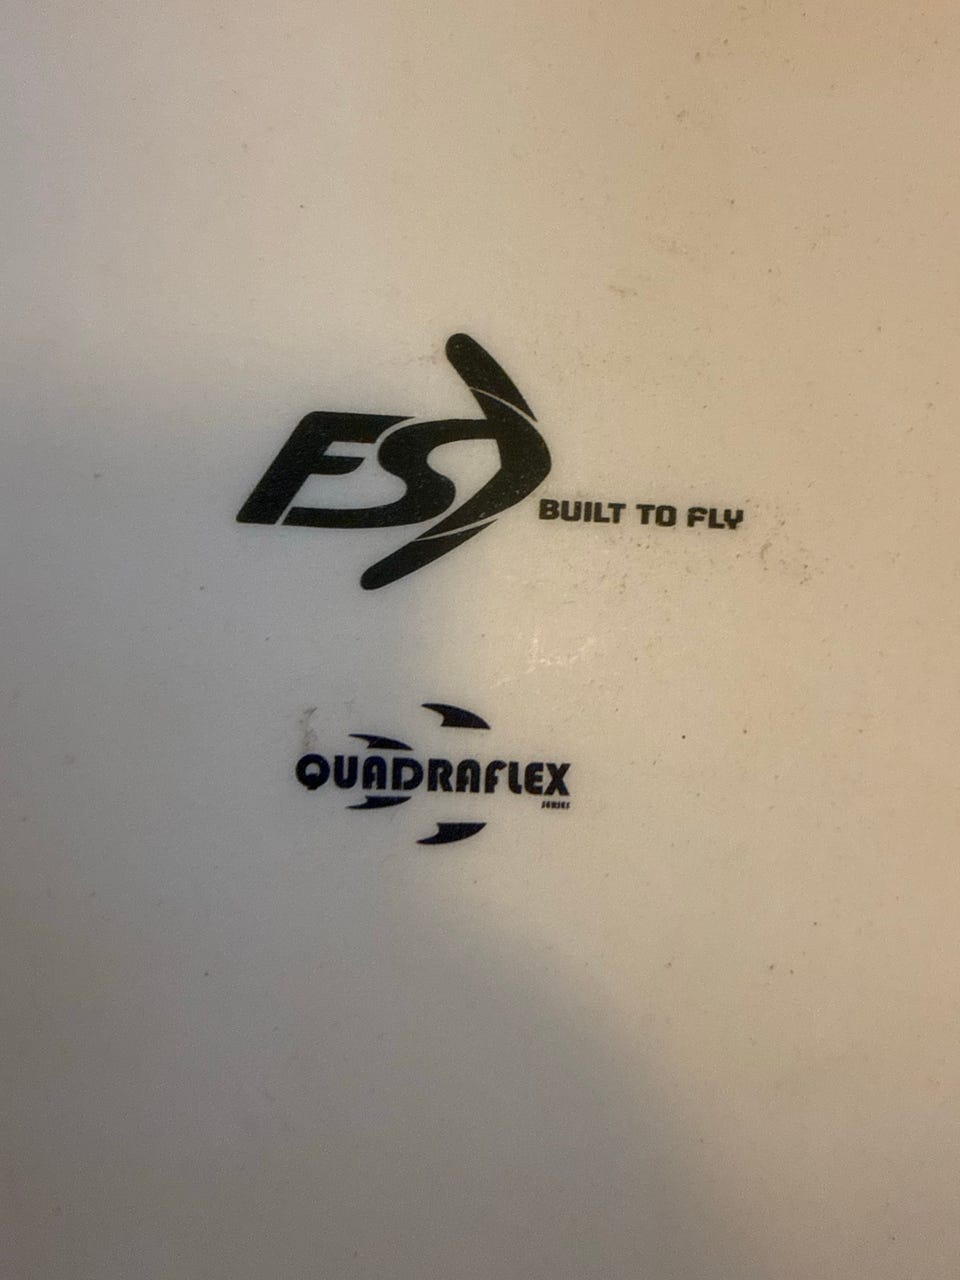 FS
BUILT TO FLY
QUADRAFLEX
SERIES